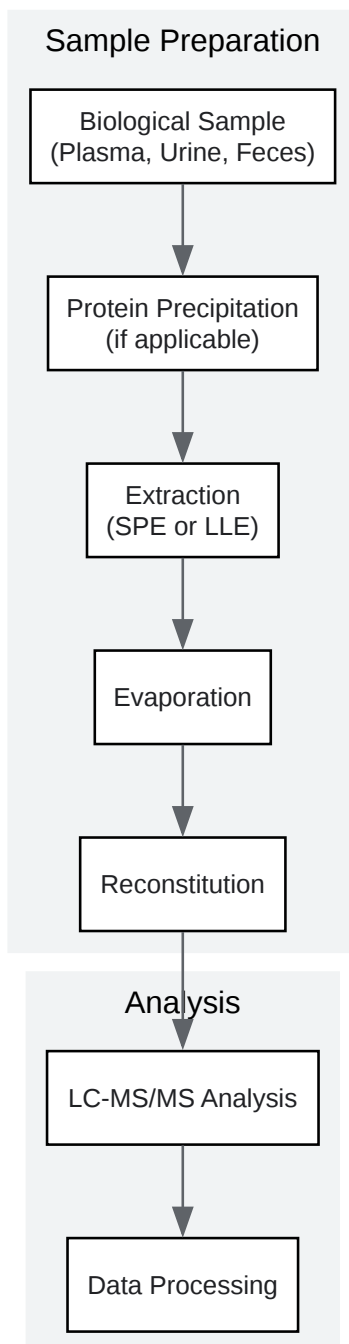 Sample Preparation
Biological Sample
(Plasma, Urine, Feces)
Protein Precipitation
(if applicable)
Extraction
(SPE or LLE)
Evaporation
Reconstitution
Analysis
LC-MS/MS Analysis
Data Processing